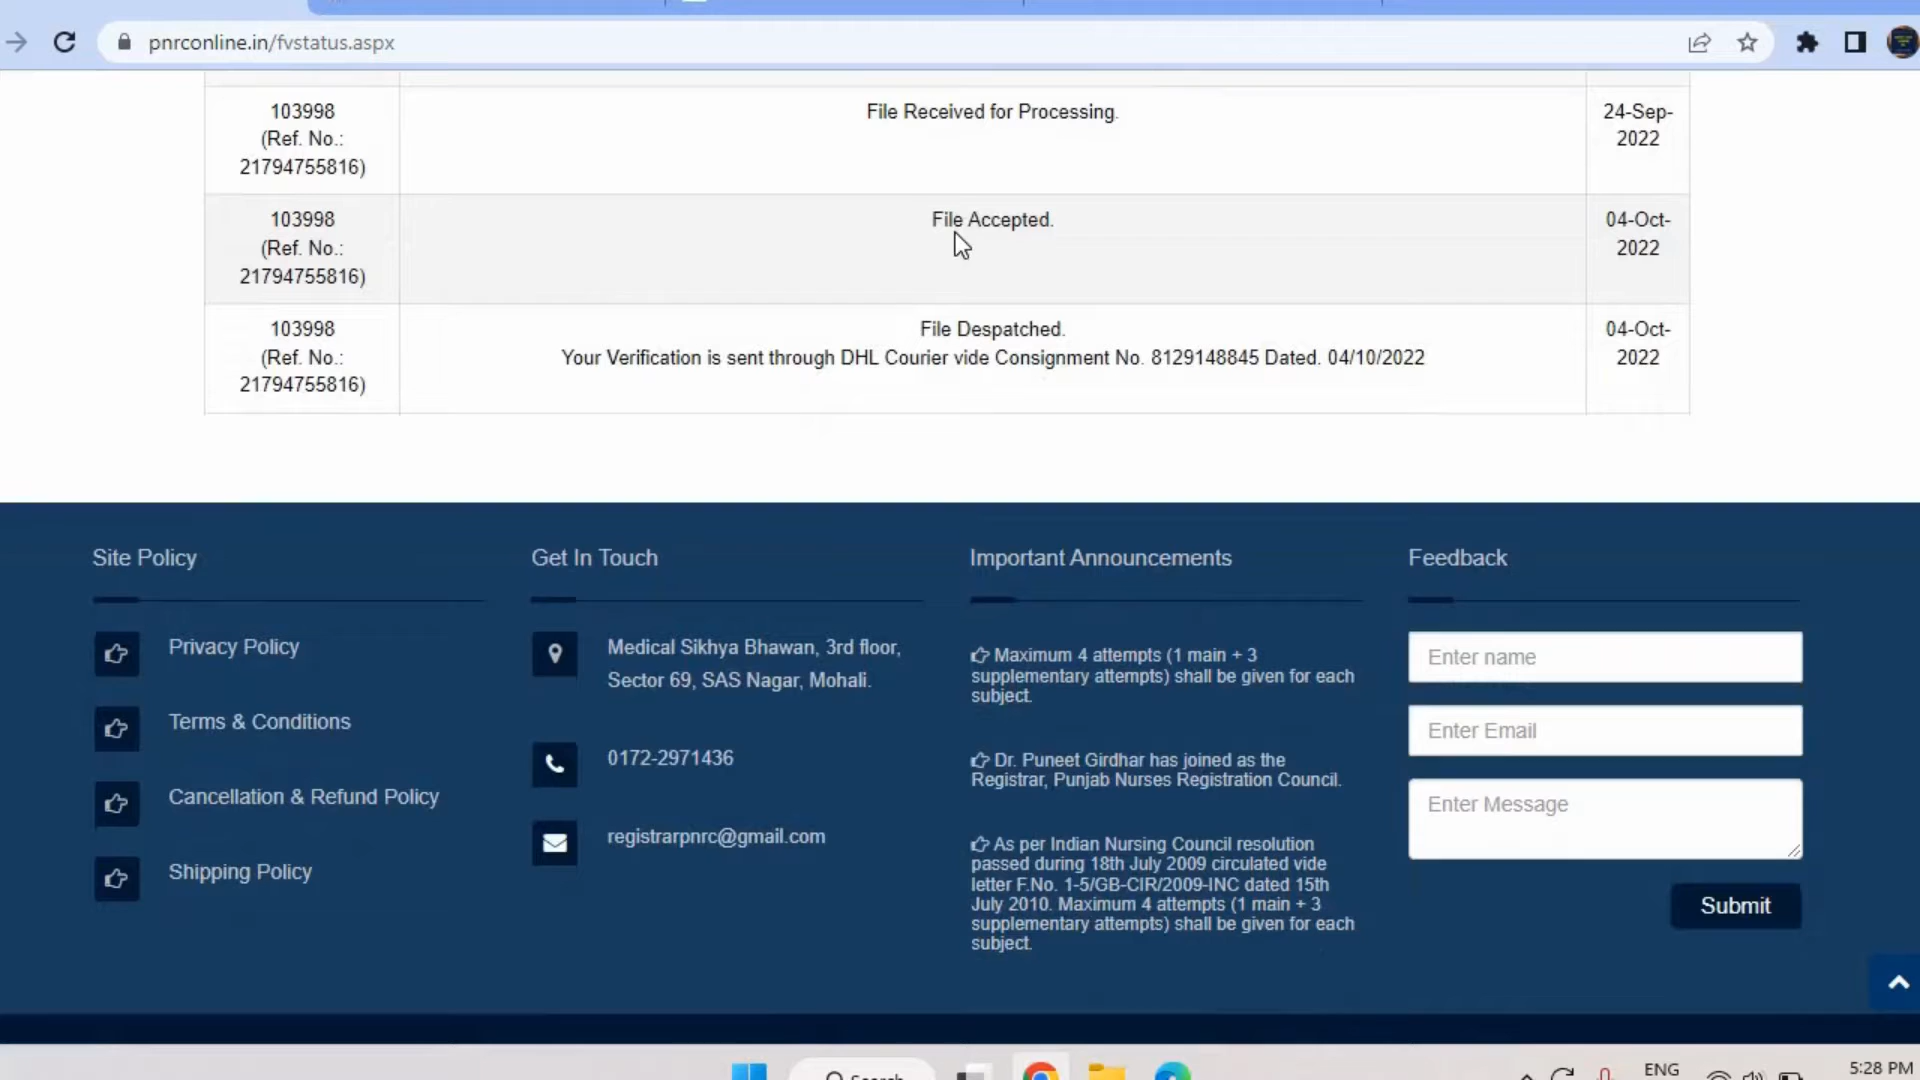 pnrconline.in/fvstatus.aspx
103998
(Ref. No.:
21794755816)
File Received for Processing.
24-Sep-
2022
103998
(Ref. No.:
21794755816)
File Accepted.
04-Oct-
2022
103998
(Ref. No.:
21794755816)
File Despatched.
Your Verification is sent through DHL Courier vide Consignment No. 8129148845 Dated. 04/10/2022
04-Oct-
2022
Site Policy
Privacy Policy
Terms & Conditions
Cancellation & Refund Policy
Shipping Policy
Get In Touch
Medical Sikhya Bhawan, 3rd floor,
Sector 69, SAS Nagar, Mohali.
0172-2971436
registrarpnrc@gmail.com
Important Announcements
Maximum 4 attempts (1 main + 3
supplementary attempts) shall be given for each
subject.
Dr. Puneet Girdhar has joined as the
Registrar, Punjab Nurses Registration Council.
As per Indian Nursing Council resolution
passed during 18th July 2009 circulated vide
letter F.No. 1-5/GB-CIR/2009-INC dated 15th
July 2010. Maximum 4 attempts (1 main + 3
supplementary attempts) shall be given for each
subject.
Feedback
Enter name
Enter Email
Enter Message
Submit
Search
ENG
5:28 PM